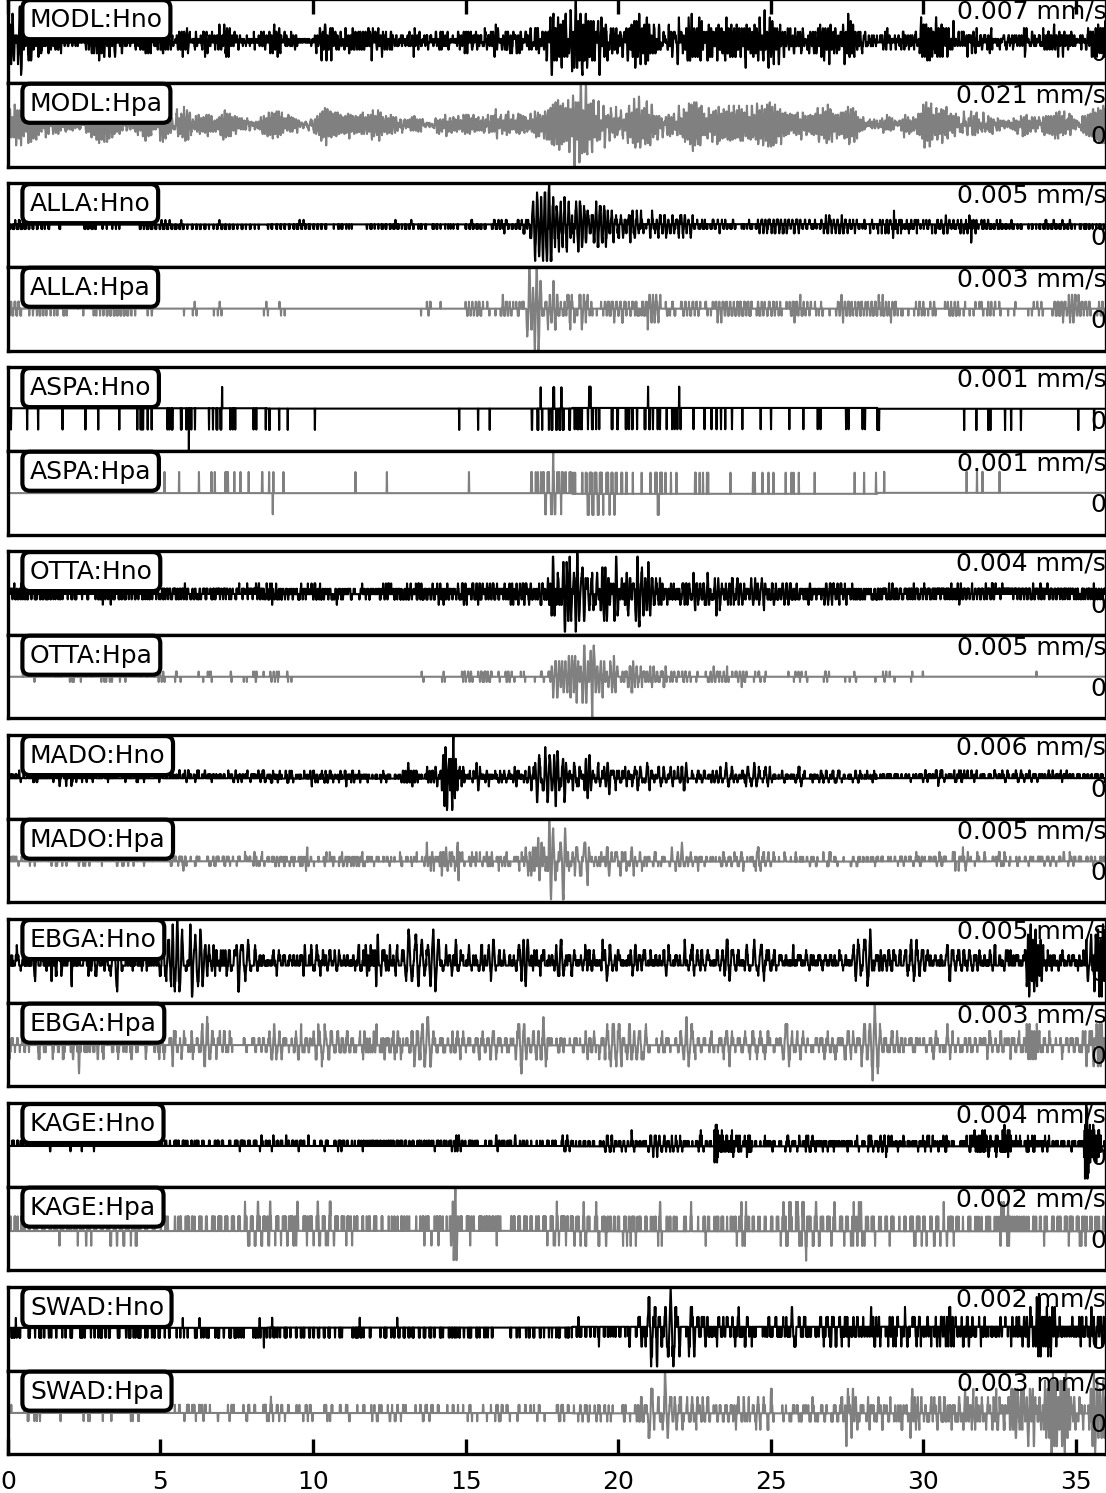 MODL:Hno 0.007 mm/s
0
MODL:Hpa 0.021 mm/s
0
ALLA:Hno 0.005 mm/s
0
ALLA:Hpa 0.003 mm/s
0
ASPA:Hno 0.001 mm/s
0
ASPA:Hpa 0.001 mm/s
0
OTTA:Hno 0.004 mm/s
0
OTTA:Hpa 0.005 mm/s
0
MADO:Hno 0.006 mm/s
0
MADO:Hpa 0.005 mm/s
0
EBGA:Hno 0.005 mm/s
EBGA:Hpa 0.003 mm/s
0
KAGE:Hno 0.004 mm/s
0
KAGE:Hpa 0.002 mm/s
0
SWAD:Hno 0.002 mm/s
0
SWAD:Hpa 0.003 mm/s
0
0 5 10 15 20 25 30 35